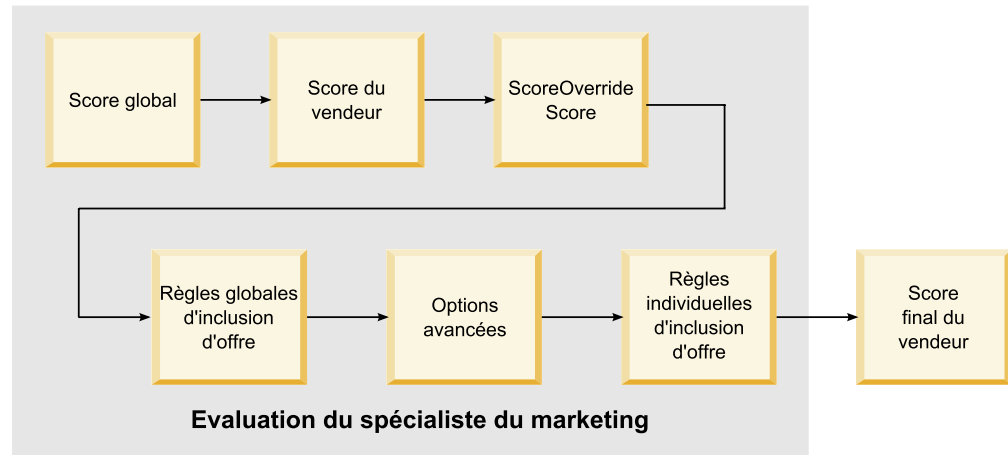 Score global
Score du
vendeur
ScoreOverride
Score
Règles globales
d'inclusion
d'offre
Options
avancées
Règles
individuelles
d'inclusion
d'offre
Score
final du
vendeur
Evaluation du spécialiste du marketing